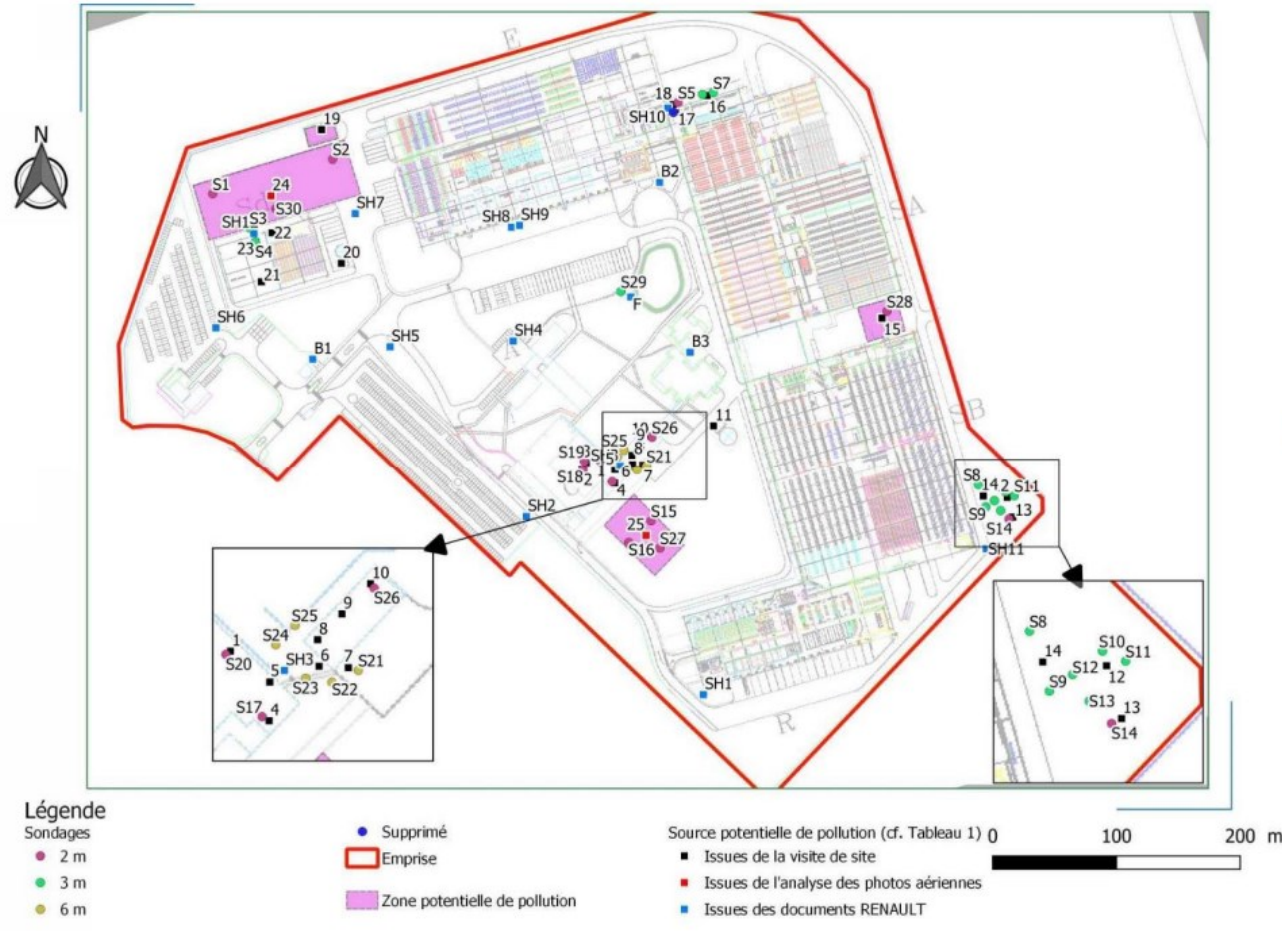 E
N
19
S2
S1
24
S30
S3
SH1
22
23
S4
21
20
SH7
SH6
B1
SH5
SH4
SH8
SH9
18
S5
S7
SH10
17
16
B2
SA
S29
F
B3
S28
15
11
10
S26
9
S25
8
S19
S18
2
1
6
S21
7
4
C
SH2
S15
25
S16
S27
SB
S8
14
S11
S9
13
S14
SH11
SH1
R
A
10
S26
9
S25
8
S24
1
S20
5
SH3
6
7
S21
S23
S22
S17
4
S8
S10
14
S11
S12
12
S9
S13
13
S14
Légende
Sondages
2 m
3 m
6 m
Supprimé
Emprise
Zone potentielle de pollution
Source potentielle de pollution (cf. Tableau 1)
Issues de la visite de site
Issues de l'analyse des photos aériennes
Issues des documents RENAULT
0 100 200 m